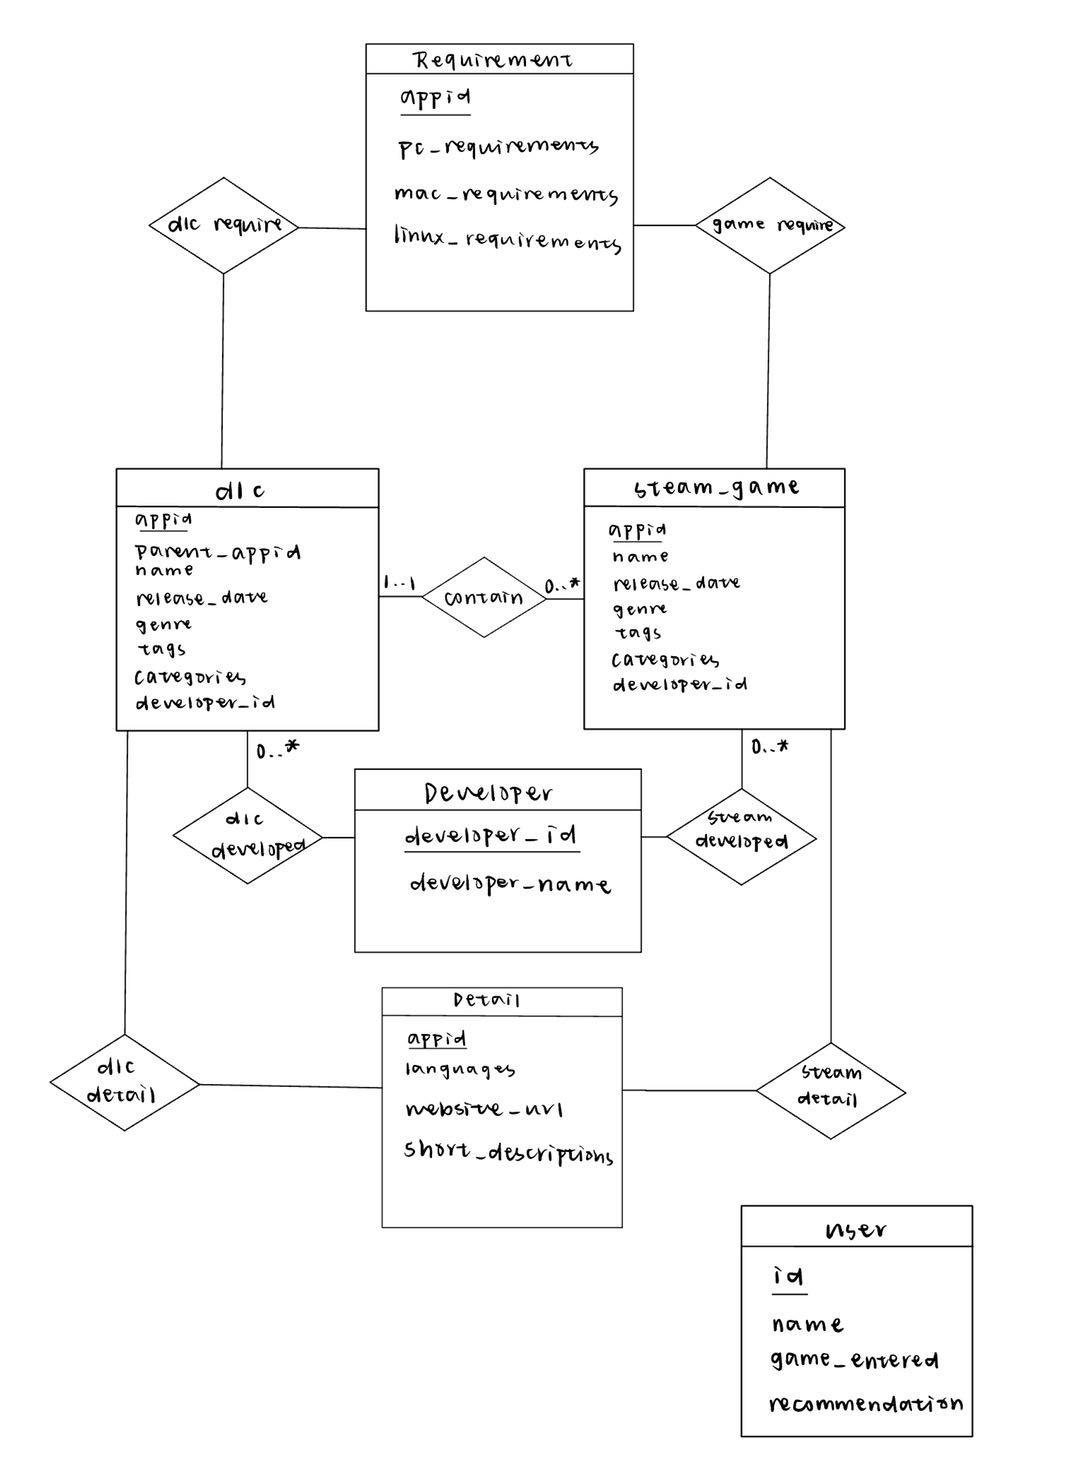 Requirement
appid
pc_requirements
mac_requirements
linux_requirements
dlc require
game require
dlc
appid
parent_appid
name
release_date
genre
tags
categories
developer_id
1..1
contain
0..*
steam_game
appid
name
release_date
genre
tags
categories
developer_id
0..*
0..*
dlc
developed
Developer
developer_id
developer_name
steam
developed
dlc
detail
Detail
appid
languages
website_url
short_descriptions
steam
detail
user
id
name
game_entered
recommendation